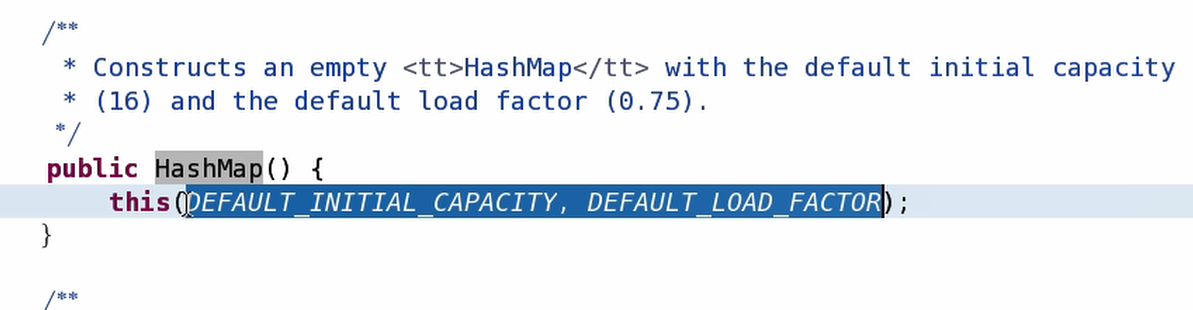 /**
* Constructs an empty <tt>HashMap</tt> with the default initial capacity
* (16) and the default load factor (0.75).
*/
public HashMap() {
this(DEFAULT_INITIAL_CAPACITY, DEFAULT_LOAD_FACTOR);
}
/**